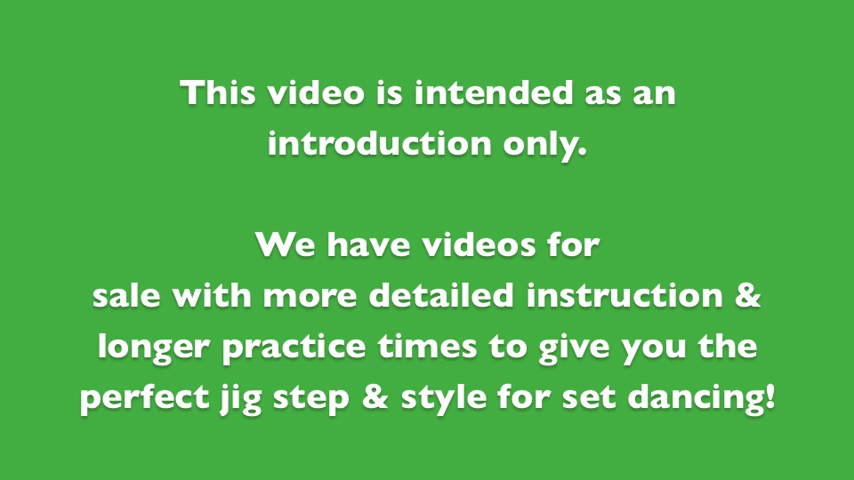 This video is intended as an
introduction only.
We have videos for
sale with more detailed instruction &
longer practice times to give you the
perfect jig step & style for set dancing!